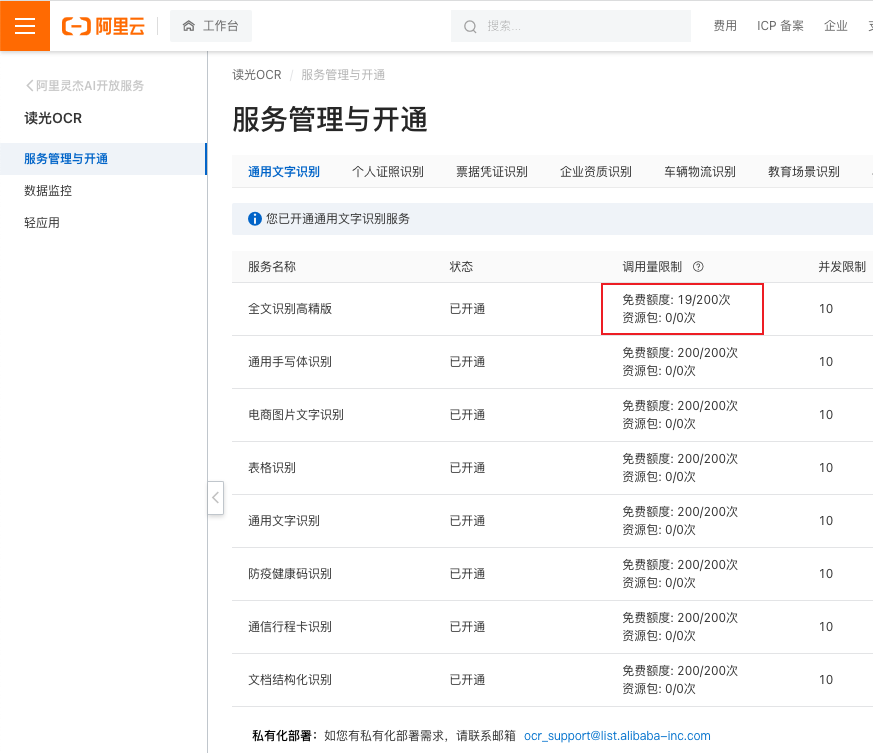 阿里云
工作台
搜索...
费用
ICP 备案
企业
阿里灵杰AI开放服务
读光OCR
服务管理与开通
数据监控
轻应用
读光OCR / 服务管理与开通
服务管理与开通
通用文字识别 个人证照识别 票据凭证识别 企业资质识别 车辆物流识别 教育场景识别
您已开通通用文字识别服务
服务名称 状态 调用量限制 并发限制
全文识别高精版 已开通 免费额度: 19/200次 10
资源包: 0/0次
通用手写体识别 已开通 免费额度: 200/200次 10
资源包: 0/0次
电商图片文字识别 已开通 免费额度: 200/200次 10
资源包: 0/0次
表格识别 已开通 免费额度: 200/200次 10
资源包: 0/0次
通用文字识别 已开通 免费额度: 200/200次 10
资源包: 0/0次
防疫健康码识别 已开通 免费额度: 200/200次 10
资源包: 0/0次
通信行程卡识别 已开通 免费额度: 200/200次 10
资源包: 0/0次
文档结构化识别 已开通 免费额度: 200/200次 10
资源包: 0/0次
私有化部署：如您有私有化部署需求，请联系邮箱 ocr_support@list.alibaba-inc.com